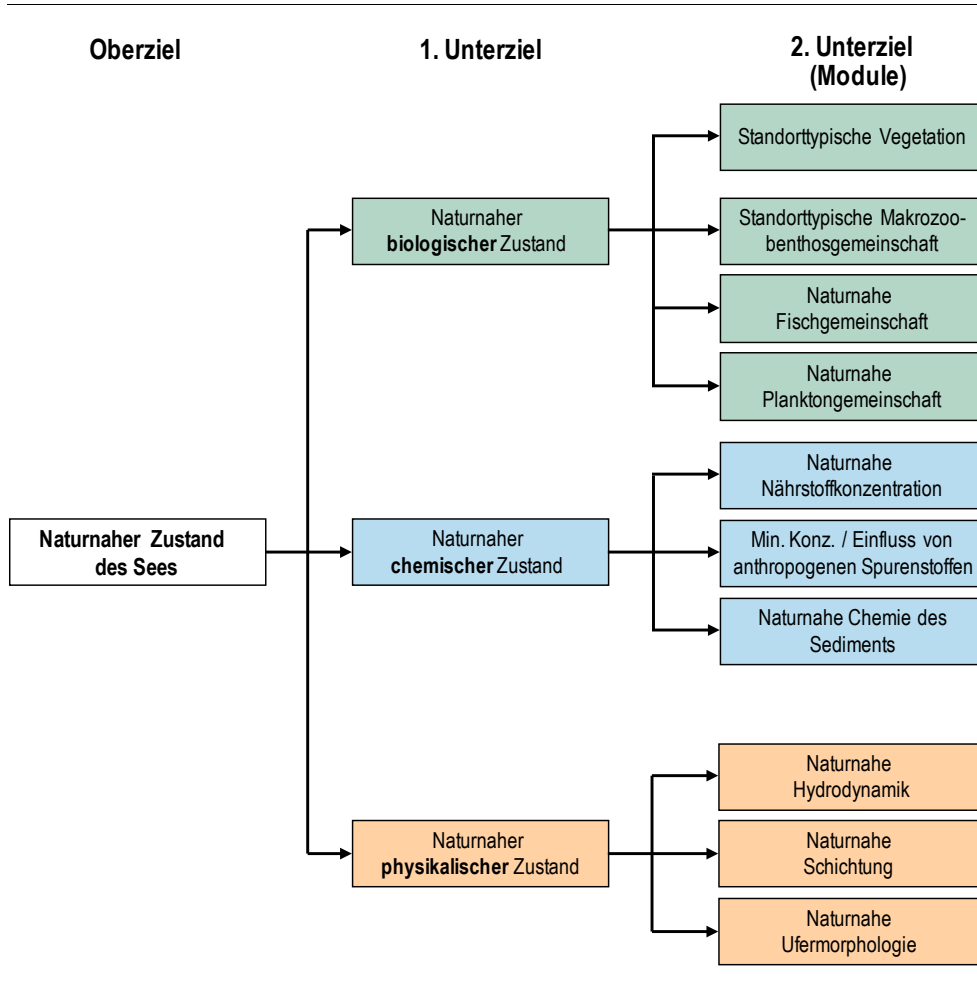 Oberziel
1. Unterziel
2. Unterziel
(Module)
Standorttypische Vegetation
Naturnaher
biologischer Zustand
Standorttypische Makrozoo-
benthosgemeinschaft
Naturnahe
Fischgemeinschaft
Naturnahe
Planktongemeinschaft
Naturnahe
Nährstoffkonzentration
Naturnaher Zustand
des Sees
Naturnaher
chemischer Zustand
Min. Konz. / Einfluss von
anthropogenen Spurenstoffen
Naturnahe Chemie des
Sediments
Naturnahe
Hydrodynamik
Naturnaher
physikalischer Zustand
Naturnahe
Schichtung
Naturnahe
Ufermorphologie